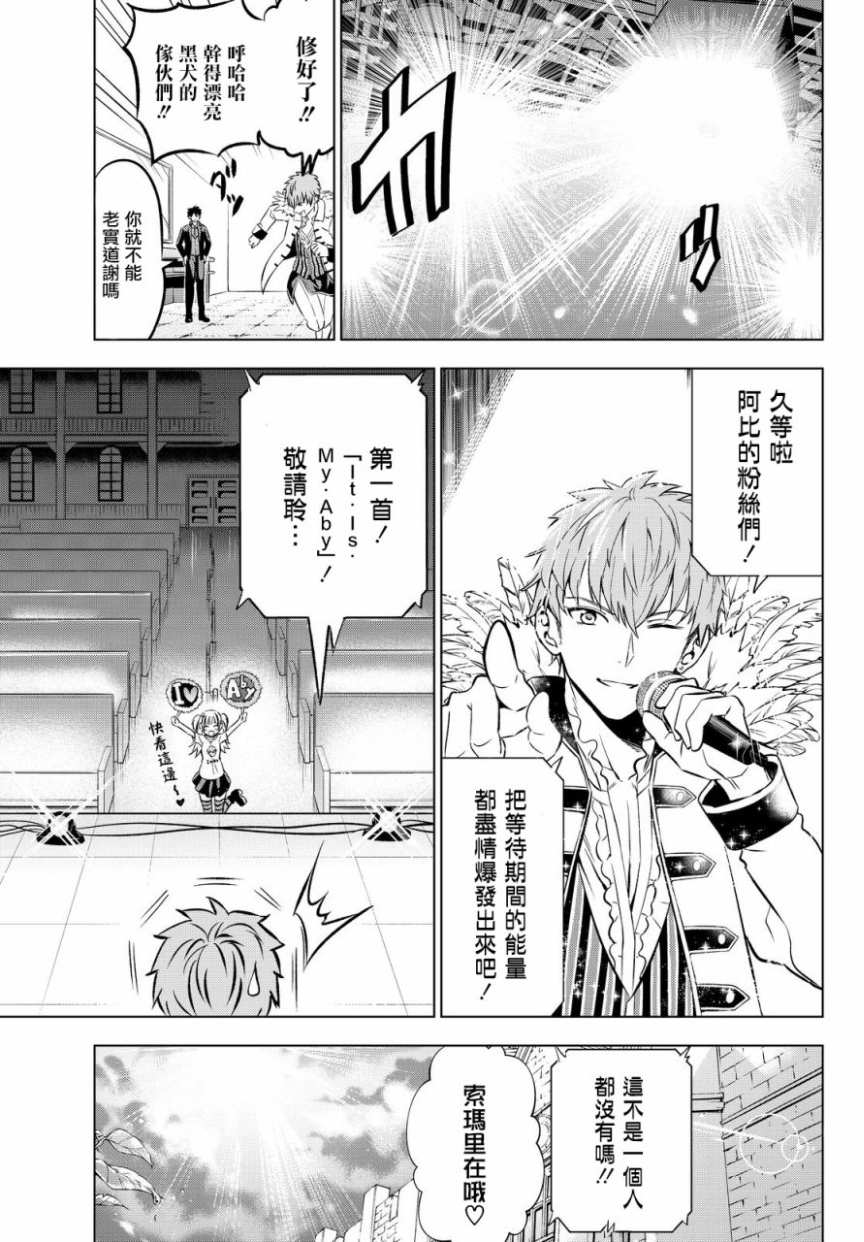 カッ
修好了!!
呼哈哈
幹得漂亮
黑犬的
傢伙們!!
ダッ
你就不能
老實道謝嗎
久等啦
阿比的粉絲們!
把等待期間的能量
都盡情爆發出來吧!
第一首!
「It・Is・
My・Aby」!
敬請聆…
I♥
Aby
快看這邊~♥
這不是一個人
都沒有嗎!!
索瑪里在哦♡